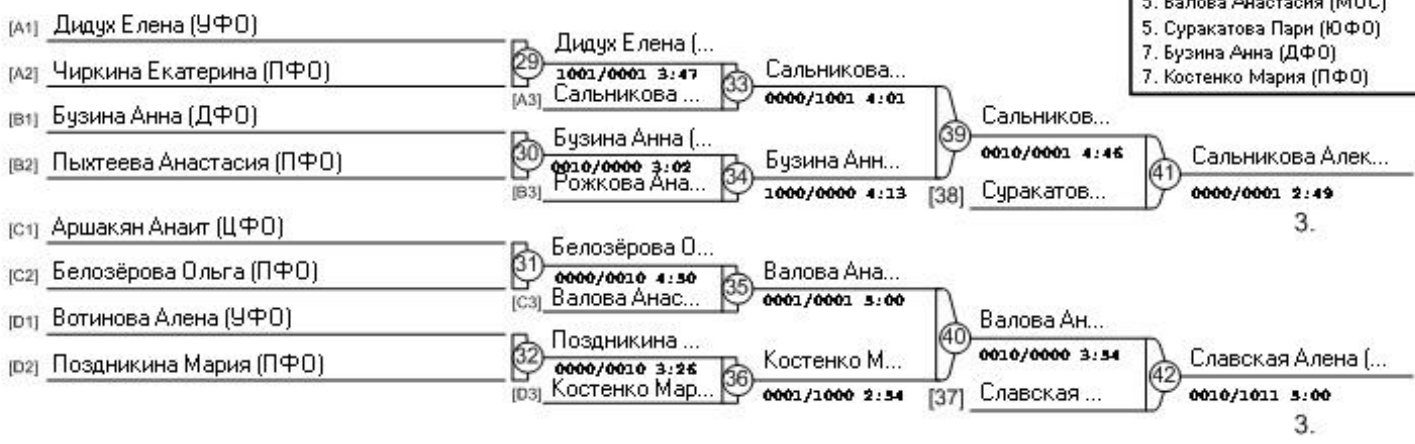 5. Валова Анастасия (МОС)
5. Суракатова Пари (ЮФО)
7. Бузина Анна (ДФО)
7. Костенко Мария (ПФО)
[A1] Дидух Елена (УФО)
[A2] Чиркина Екатерина (ПФО)
[B1] Бузина Анна (ДФО)
[B2] Пыхтеева Анастасия (ПФО)
[C1] Аршакян Анаит (ЦФО)
[C2] Белозёрова Ольга (ПФО)
[D1] Вотинова Алена (УФО)
[D2] Поздникина Мария (ПФО)
29
Дидух Елена (...
1001/0001 3:47
[A3] Сальникова ...
30
Бузина Анна (...
0010/0000 3:02
[B3] Рожкова Ана...
31
Белозёрова О...
0000/0010 4:50
[C3] Валова Анас...
32
Поздникина ...
0000/0010 3:26
[D3] Костенко Мар...
33
Сальникова...
0000/1001 4:01
34
Бузина Анн...
1000/0000 4:13
35
Валова Ана...
0001/0001 5:00
36
Костенко М...
0001/1000 2:54
39
Сальников...
0010/0001 4:46
[38] Суракатов...
40
Валова Ан...
0010/0000 3:54
[37] Славская ...
41
Сальникова Алек...
0000/0001 2:49
3.
42
Славская Алена (...
0010/1011 5:00
3.